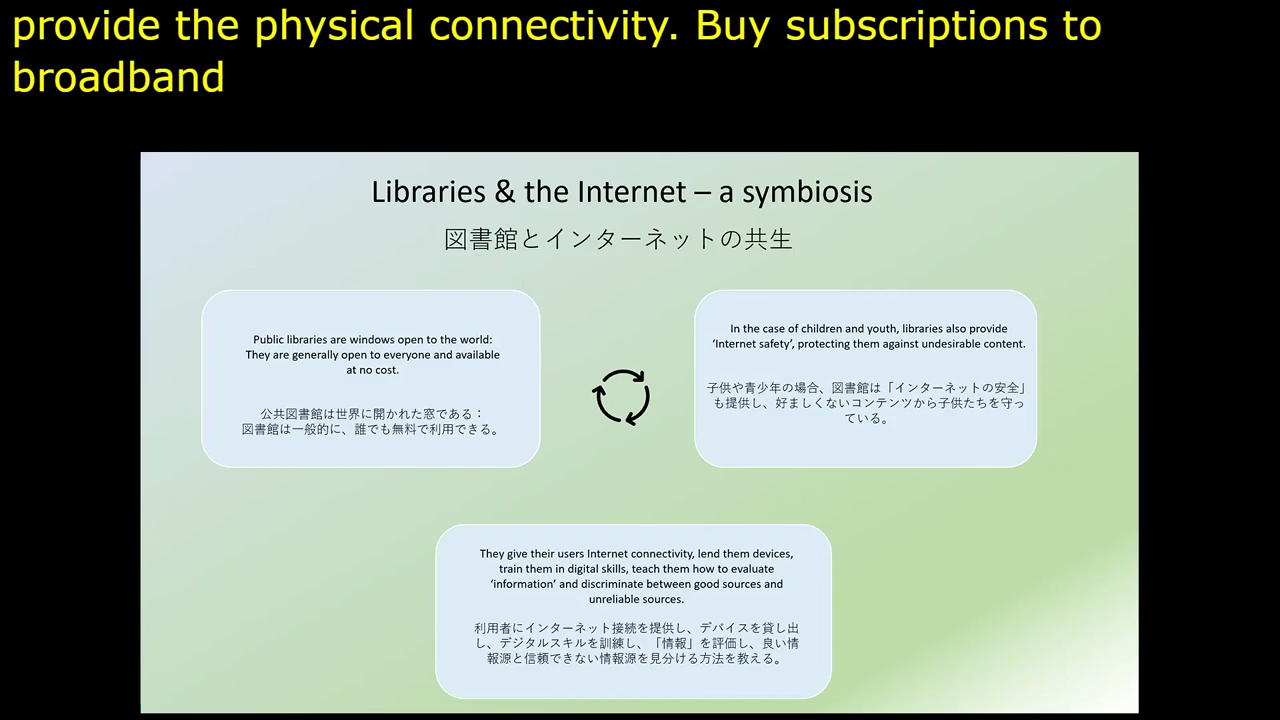 provide the physical connectivity. Buy subscriptions to
broadband
Libraries & the Internet – a symbiosis
図書館とインターネットの共生
Public libraries are windows open to the world:
They are generally open to everyone and available
at no cost.
公共図書館は世界に開かれた窓である：
図書館は一般的に、誰でも無料で利用できる。
In the case of children and youth, libraries also provide
‘Internet safety’, protecting them against undesirable content.
子供や青少年の場合、図書館は「インターネットの安全」
も提供し、好ましくないコンテンツから子供たちを守っ
ている。
They give their users Internet connectivity, lend them devices,
train them in digital skills, teach them how to evaluate
‘information’ and discriminate between good sources and
unreliable sources.
利用者にインターネット接続を提供し、デバイスを貸し出
し、デジタルスキルを訓練し、「情報」を評価し、良い情
報源と信頼できない情報源を見分ける方法を教える。